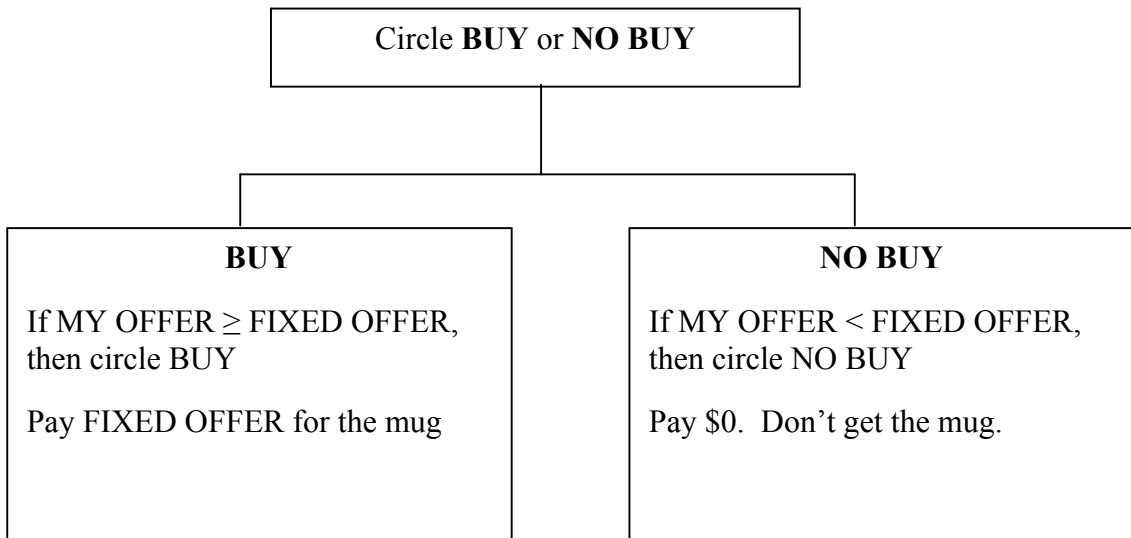 Circle BUY or NO BUY
BUY
If MY OFFER ≥ FIXED OFFER,
then circle BUY
Pay FIXED OFFER for the mug
NO BUY
If MY OFFER < FIXED OFFER,
then circle NO BUY
Pay $0.  Don’t get the mug.